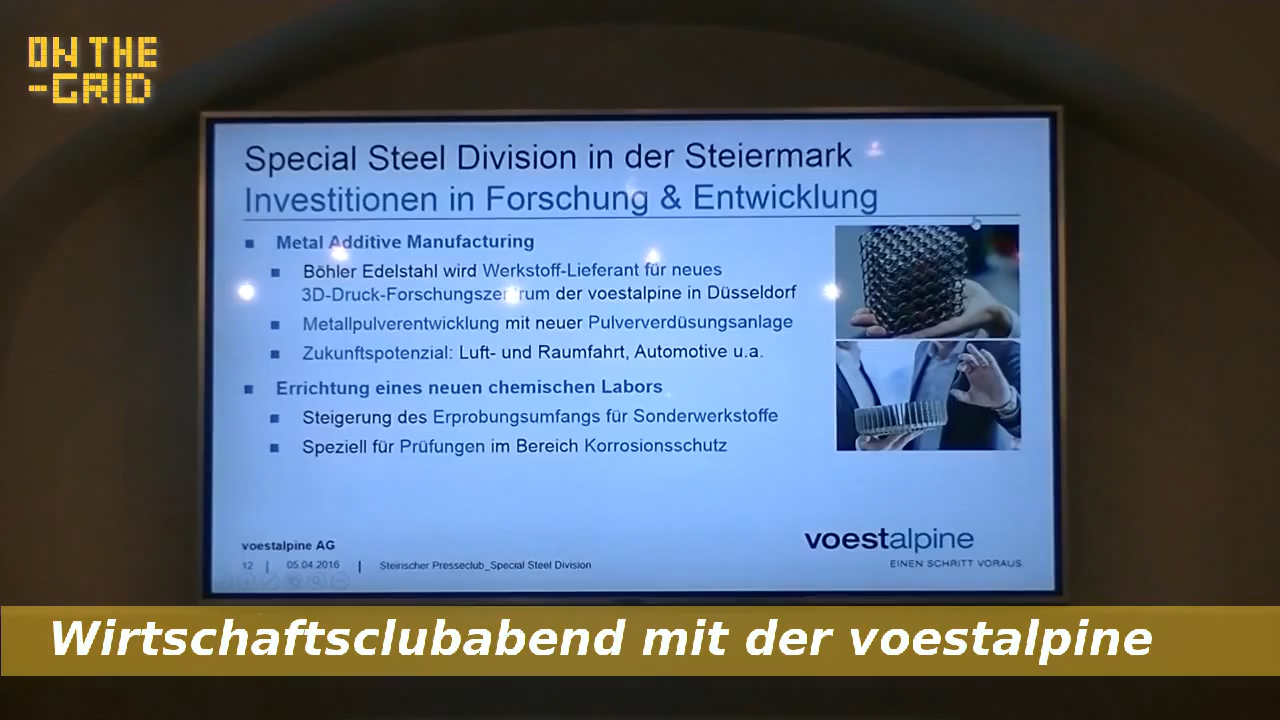 ON THE
-GRID
Special Steel Division in der Steiermark
Investitionen in Forschung & Entwicklung
Metal Additive Manufacturing
Böhler Edelstahl wird Werkstoff-Lieferant für neues
3D-Druck-Forschungszentrum der voestalpine in Düsseldorf
Metallpulverentwicklung mit neuer Pulververdüsungsanlage
Zukunftspotenzial: Luft- und Raumfahrt, Automotive u.a.
Errichtung eines neuen chemischen Labors
Steigerung des Erprobungsumfangs für Sonderwerkstoffe
Speziell für Prüfungen im Bereich Korrosionsschutz
voestalpine AG
12 | 05.04.2016 | Steirischer Presseclub_Special Steel Division
voestalpine
EINEN SCHRITT VORAUS.
Wirtschaftsclubabend mit der voestalpine